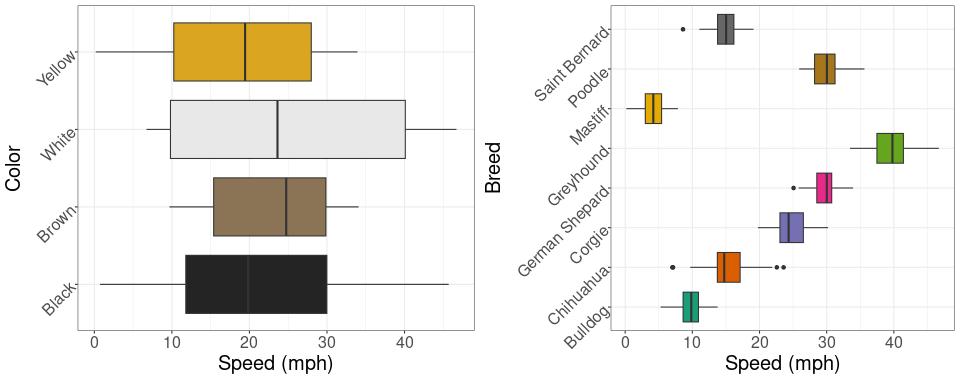 Color
Yellow
White
Brown
Black
0 10 20 30 40
Speed (mph)
Breed
Saint Bernard
Poodle
Mastiff
Greyhound
German Shepard
Corgie
Chihuahua
Bulldog
0 10 20 30 40
Speed (mph)